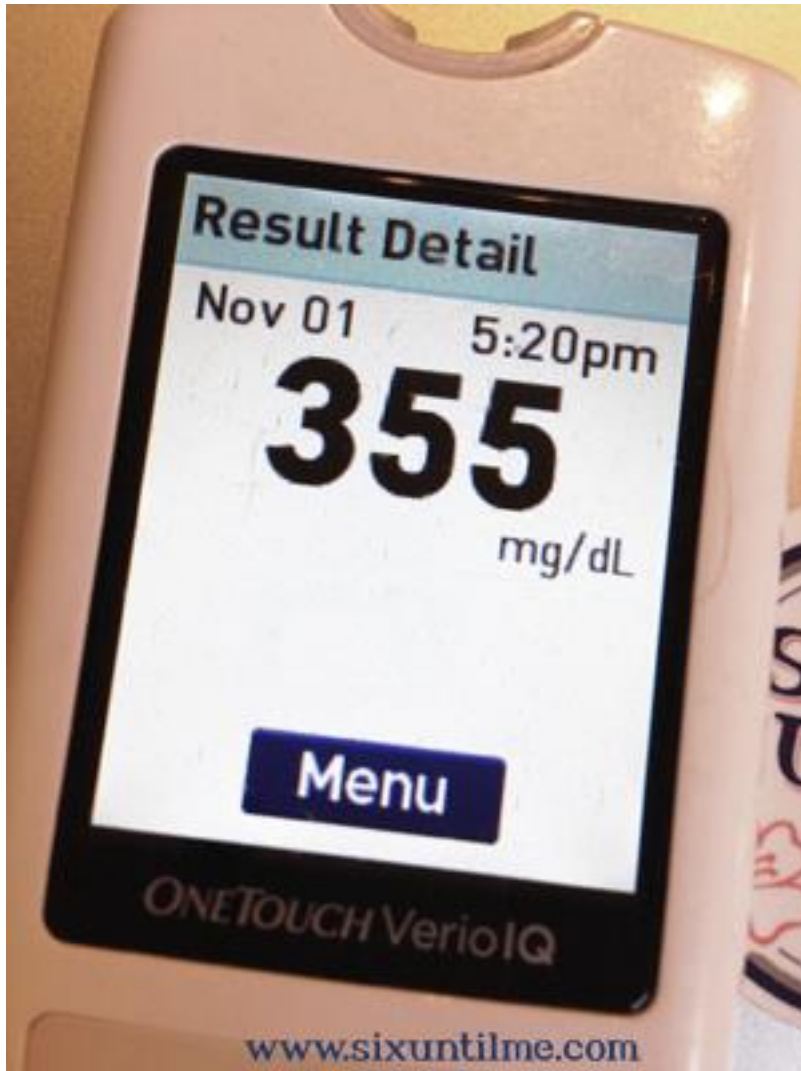 Result Detail
Nov 01 5:20pm
355
mg/dL
Menu
ONETOUCH VerioIQ
www.sixuntilme.com